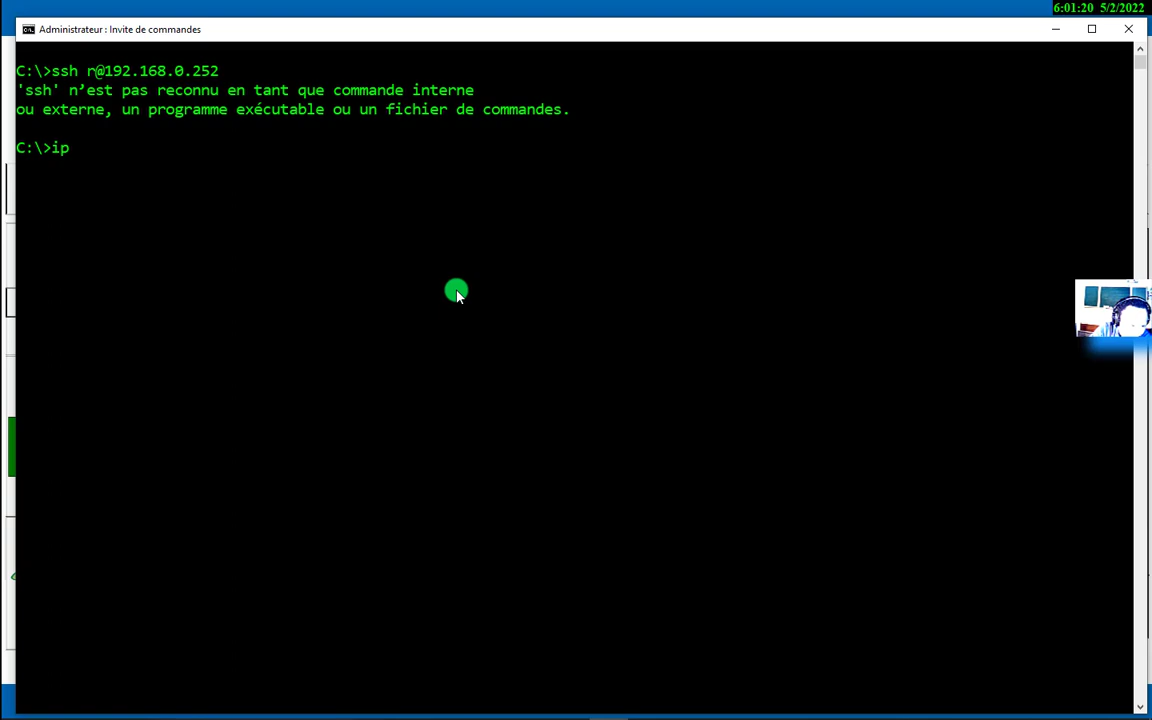 6:01:20 5/2/2022
Administrateur : Invite de commandes
C:\>ssh r@192.168.0.252
'ssh' n’est pas reconnu en tant que commande interne
ou externe, un programme exécutable ou un fichier de commandes.
C:\>ip